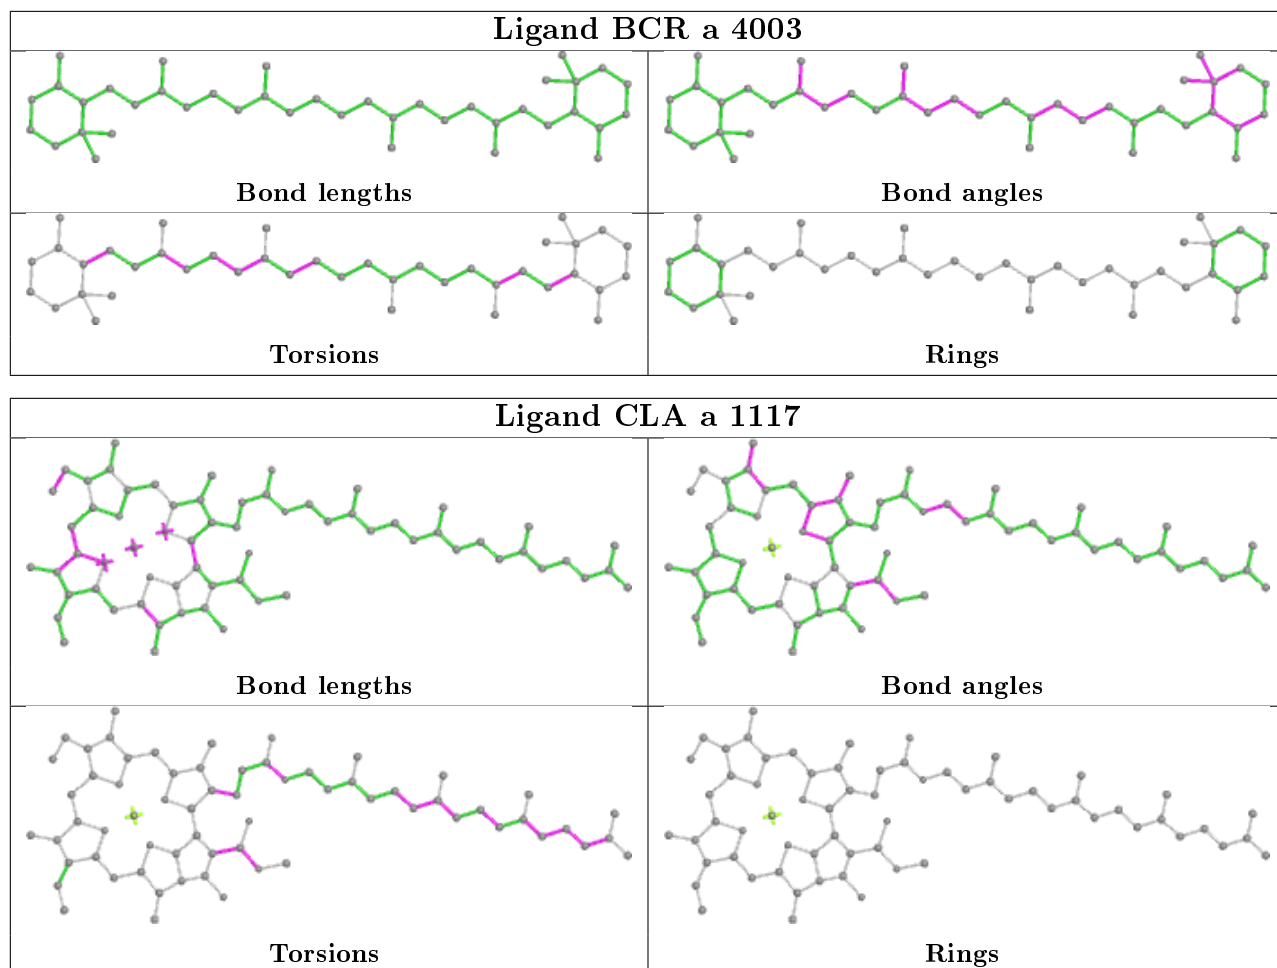 Ligand BCR a 4003
Bond lengths
Bond angles
Torsions
Rings
Ligand CLA a 1117
Bond lengths
Bond angles
Torsions
Rings